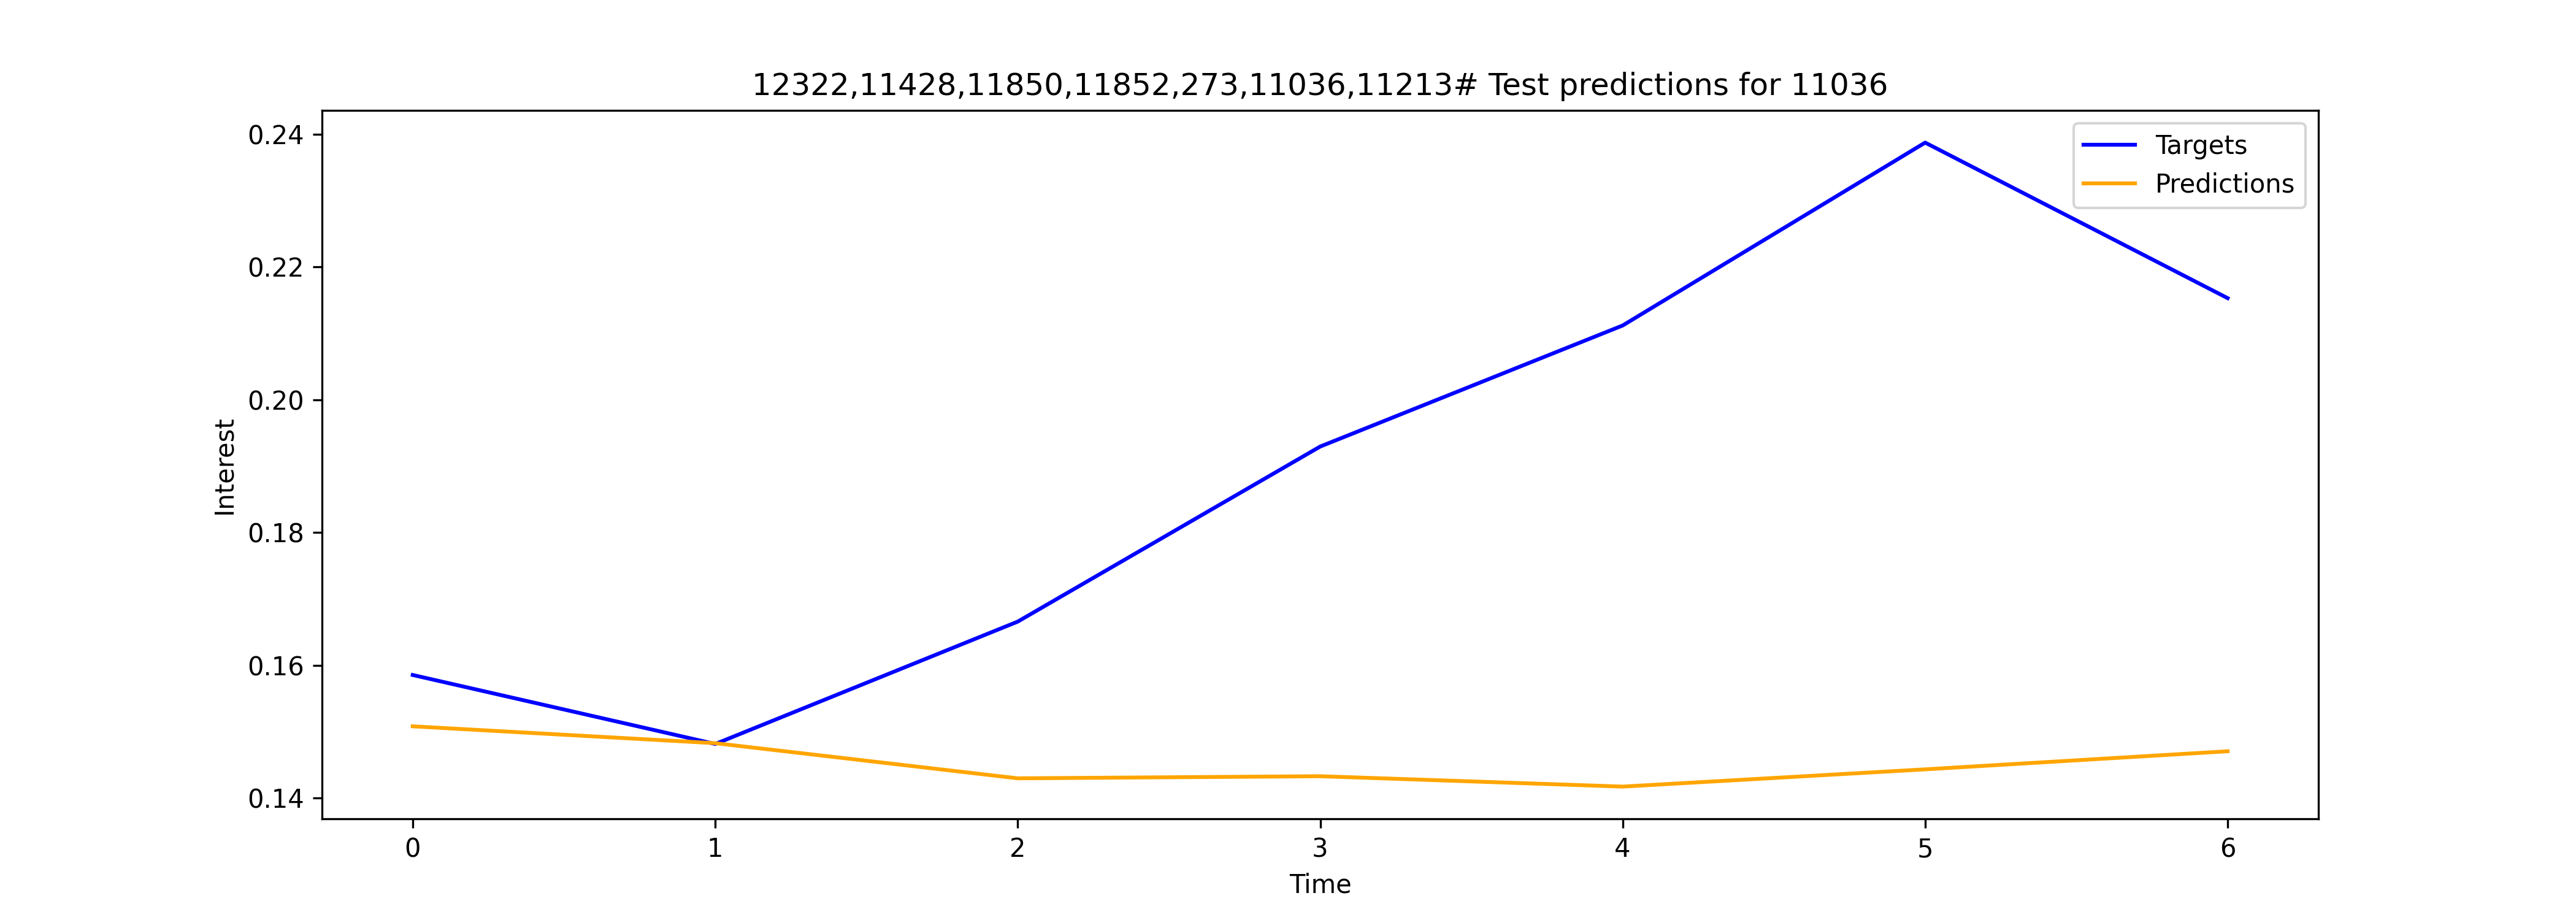 12322,11428,11850,11852,273,11036,11213# Test predictions for 11036
Targets
Predictions
0.24
0.22
0.20
0.18
0.16
0.14
Interest
0 1 2 3 4 5 6
Time